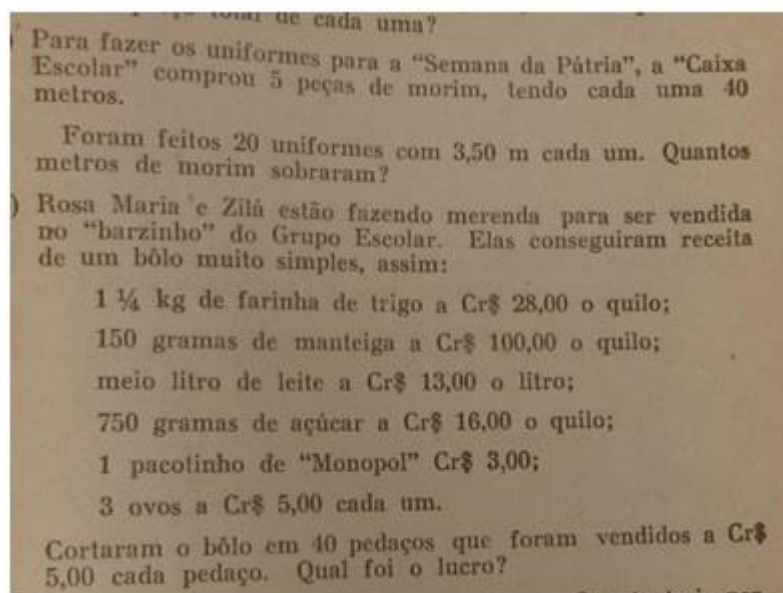 total de cada uma?
) Para fazer os uniformes para a “Semana da Pátria”, a “Caixa
Escolar” comprou 5 peças de morim, tendo cada uma 40
metros.
Foram feitos 20 uniformes com 3,50 m cada um. Quantos
metros de morim sobraram?
) Rosa Maria e Zilá estão fazendo merenda para ser vendida
no “barzinho” do Grupo Escolar. Elas conseguiram receita
de um bôlo muito simples, assim:
1 ¼ kg de farinha de trigo a Cr$ 28,00 o quilo;
150 gramas de manteiga a Cr$ 100,00 o quilo;
meio litro de leite a Cr$ 13,00 o litro;
750 gramas de açúcar a Cr$ 16,00 o quilo;
1 pacotinho de “Monopol” Cr$ 3,00;
3 ovos a Cr$ 5,00 cada um.
Cortaram o bôlo em 40 pedaços que foram vendidos a Cr$
5,00 cada pedaço. Qual foi o lucro?